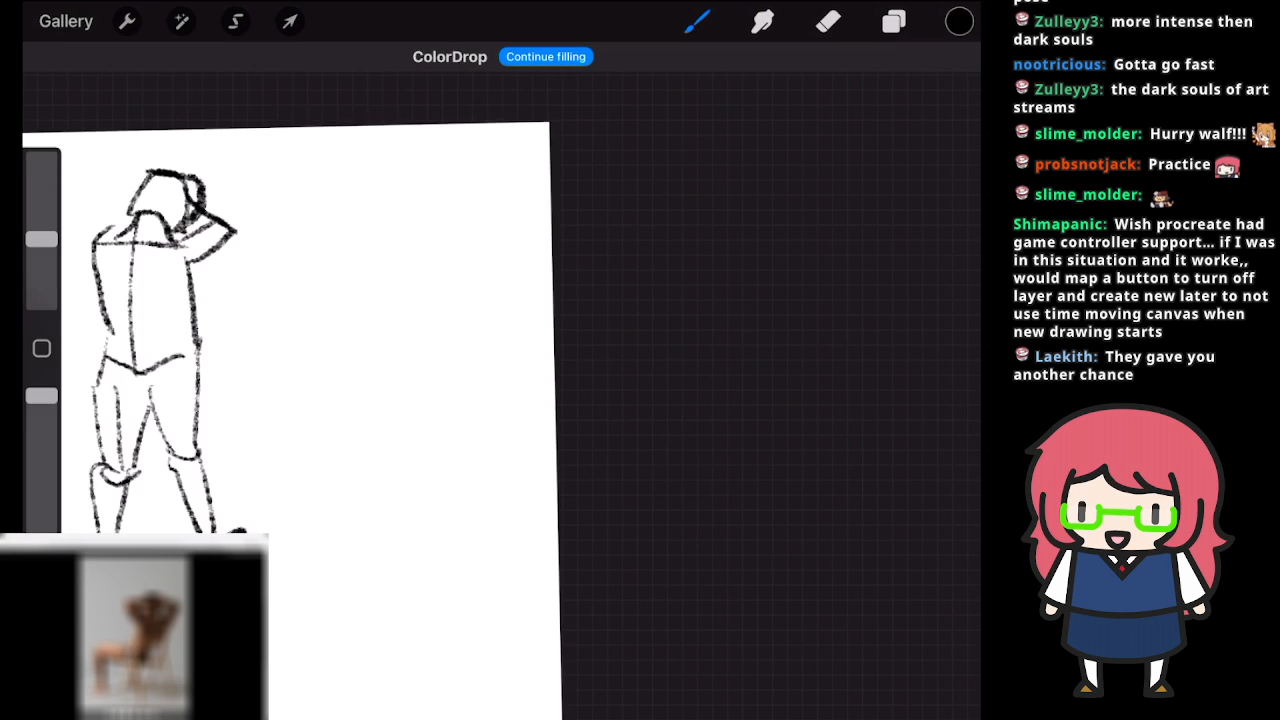 Gallery
ColorDrop Continue filling
Zulleyy3: more intense then
dark souls
nootricious: Gotta go fast
Zulleyy3: the dark souls of art
streams
slime_molder: Hurry walf!!!
probsnotjack: Practice
slime_molder:
Shimapanic: Wish procreate had
game controller support... if I was
in this situation and it worke,,
would map a button to turn off
layer and create new later to not
use time moving canvas when
new drawing starts
Laekith: They gave you
another chance